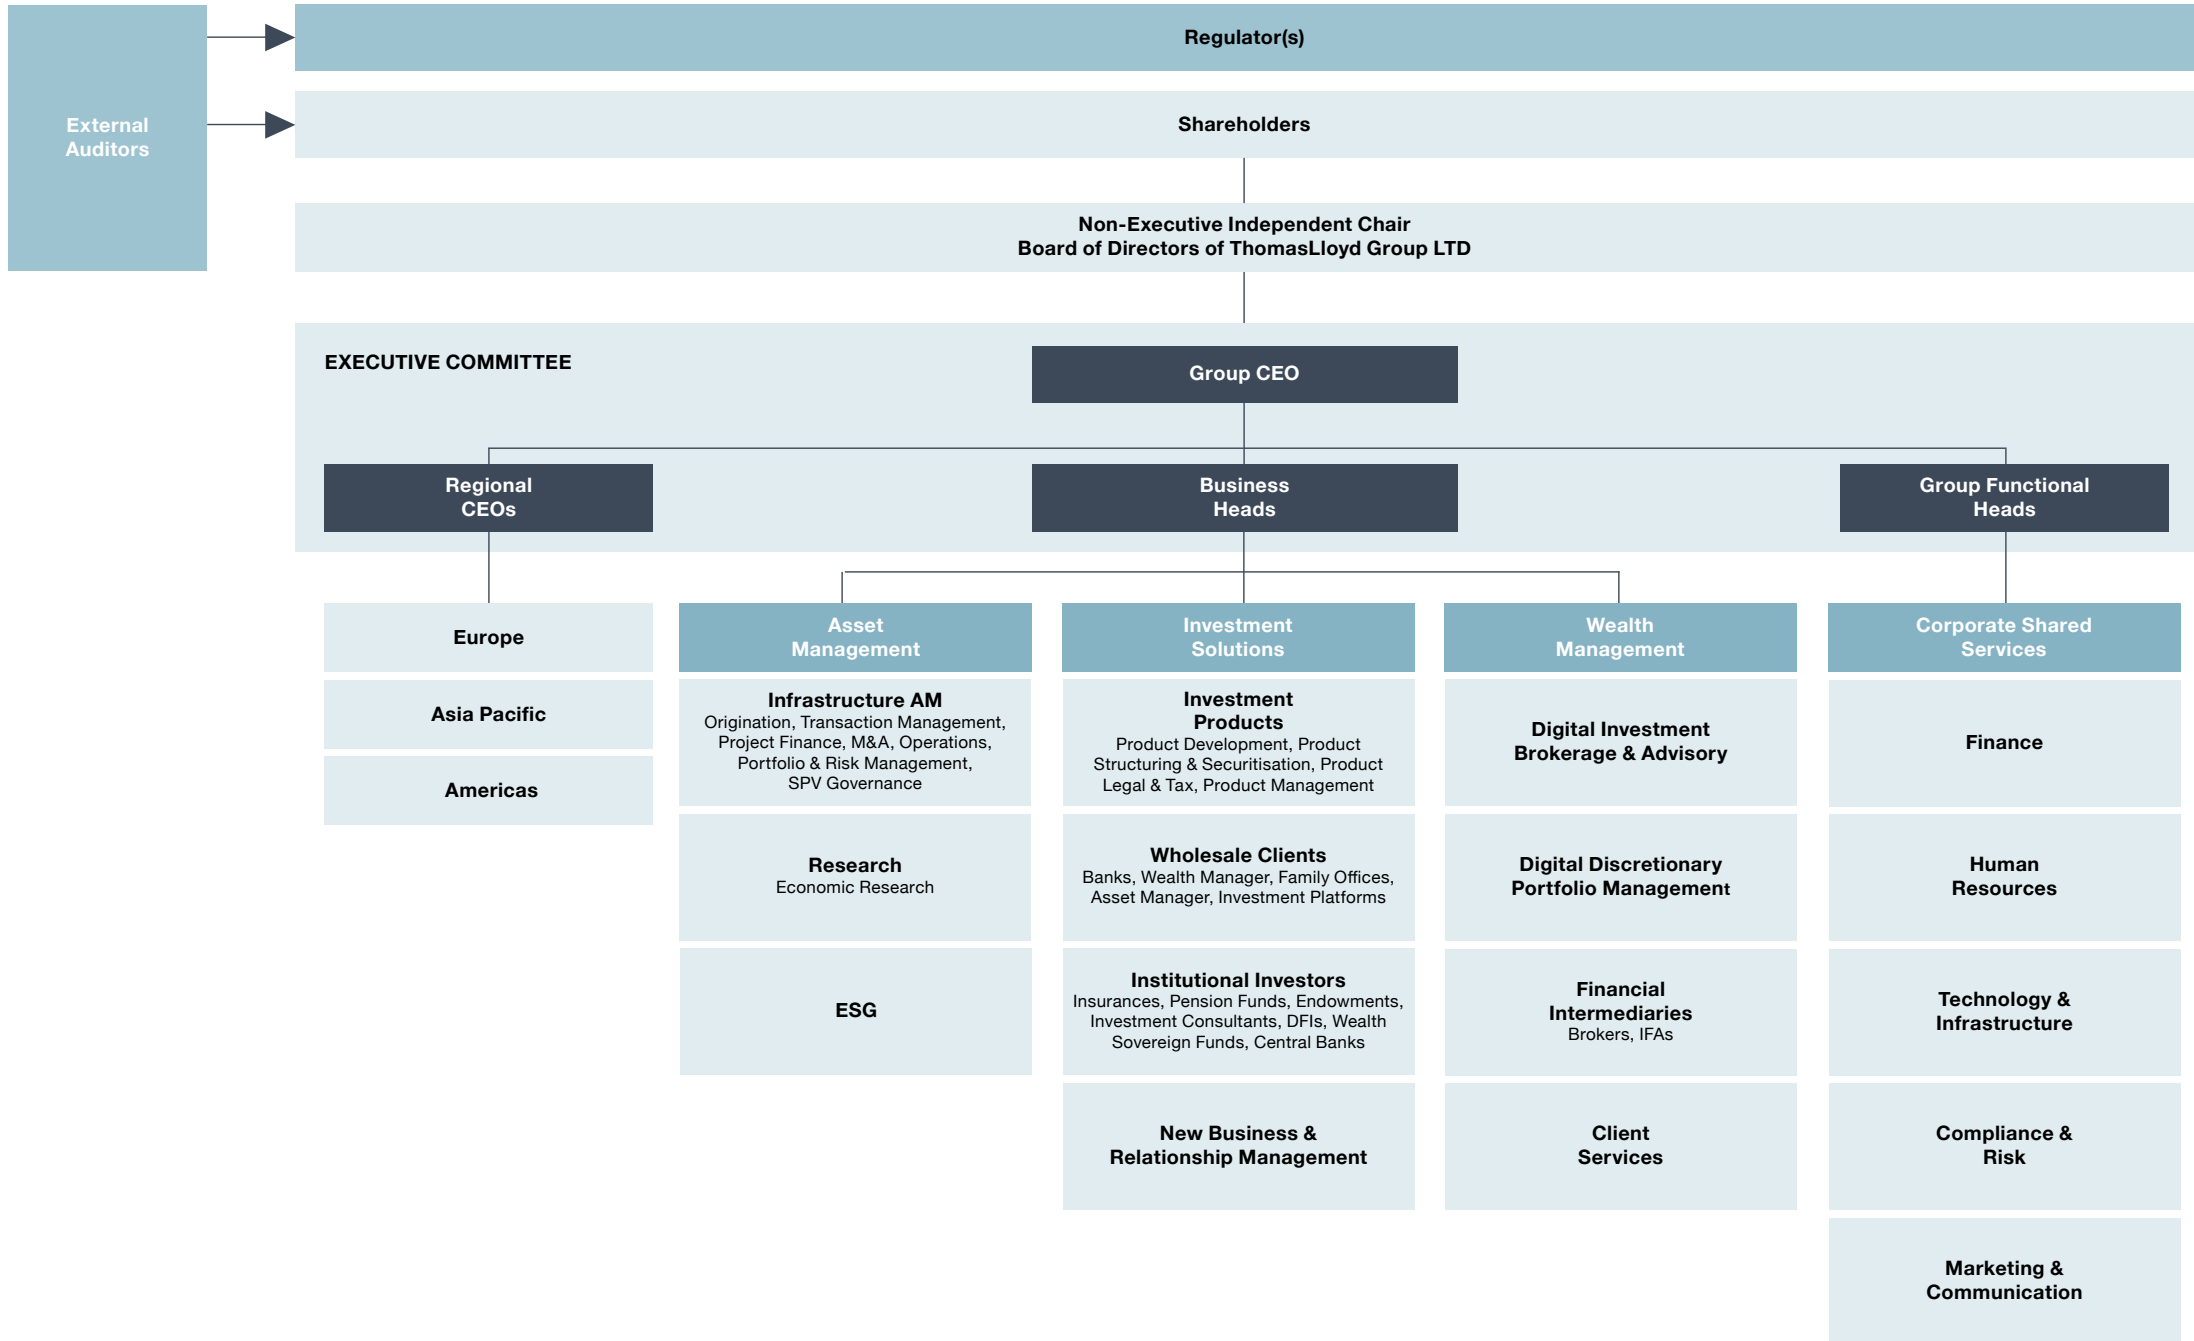 External
Auditors
Regulator(s)
Shareholders
Non-Executive Independent Chair
Board of Directors of ThomasLloyd Group LTD
EXECUTIVE COMMITTEE
Group CEO
Regional
CEOs
Business
Heads
Group Functional
Heads
Europe
Asia Pacific
Americas
Asset
Management
Infrastructure AM
Origination, Transaction Management,
Project Finance, M&A, Operations,
Portfolio & Risk Management,
SPV Governance
Research
Economic Research
ESG
Investment
Solutions
Investment
Products
Product Development, Product
Structuring & Securitisation, Product
Legal & Tax, Product Management
Wholesale Clients
Banks, Wealth Manager, Family Offices,
Asset Manager, Investment Platforms
Institutional Investors
Insurances, Pension Funds, Endowments,
Investment Consultants, DFIs, Wealth
Sovereign Funds, Central Banks
New Business &
Relationship Management
Wealth
Management
Digital Investment
Brokerage & Advisory
Digital Discretionary
Portfolio Management
Financial
Intermediaries
Brokers, IFAs
Client
Services
Corporate Shared
Services
Finance
Human
Resources
Technology &
Infrastructure
Compliance &
Risk
Marketing &
Communication